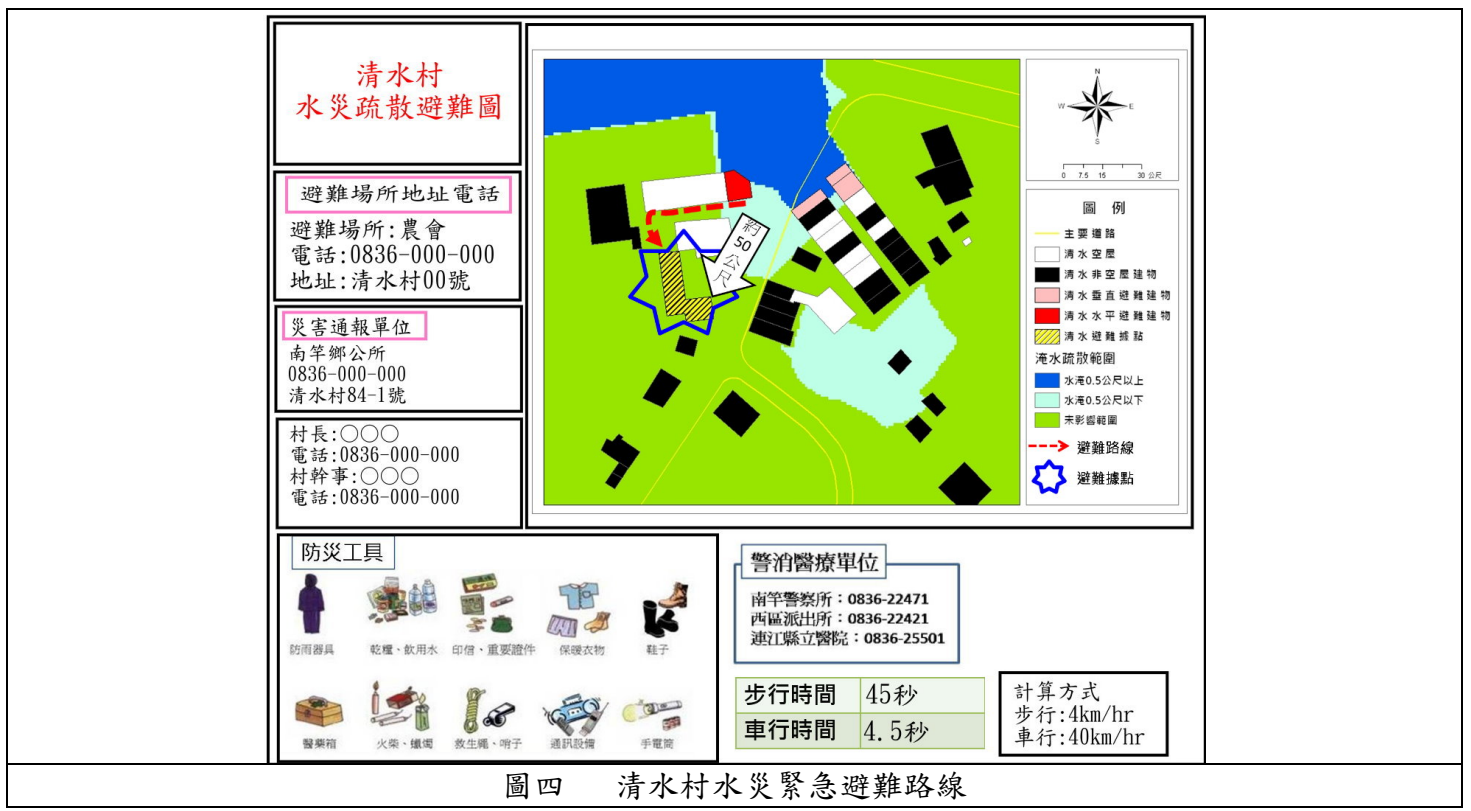 清水村
水災疏散避難圖
避難場所地址電話
避難場所:農會
電話:0836-000-000
地址:清水村00號
災害通報單位
南竿鄉公所
0836-000-000
清水村84-1號
村長:○○○
電話:0836-000-000
村幹事:○○○
電話:0836-000-000
約50公尺
N
W
E
S
0 7.5 15 30 公尺
圖 例
主要道路
清水空屋
清水非空屋建物
清水垂直避難建物
清水水平避難建物
清水避難據點
淹水疏散範圍
水淹0.5公尺以上
水淹0.5公尺以下
未影響範圍
避難路線
避難據點
防災工具
防雨器具
乾糧、飲用水
印信、重要證件
保暖衣物
鞋子
醫藥箱
火柴、蠟燭
救生繩、哨子
通訊設備
手電筒
警消醫療單位
南竿警察所：0836-22471
西區派出所：0836-22421
連江縣立醫院：0836-25501
步行時間 45秒
車行時間 4.5秒
計算方式
步行:4km/hr
車行:40km/hr
圖四 清水村水災緊急避難路線